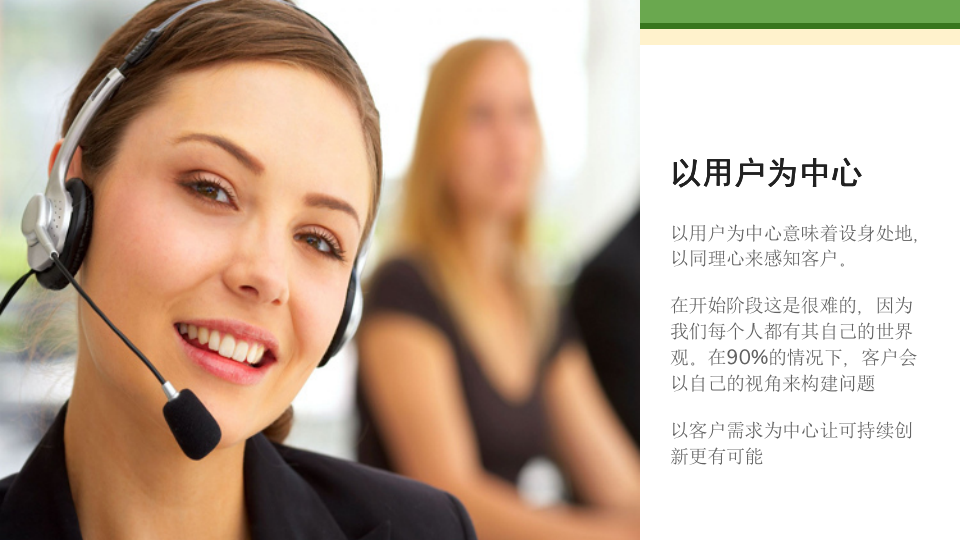 以用户为中心
以用户为中心意味着设身处地,
以同理心来感知客户。
在开始阶段这是很难的，因为
我们每个人都有其自己的世界
观。在90%的情况下，客户会
以自己的视角来构建问题
以客户需求为中心让可持续创
新更有可能